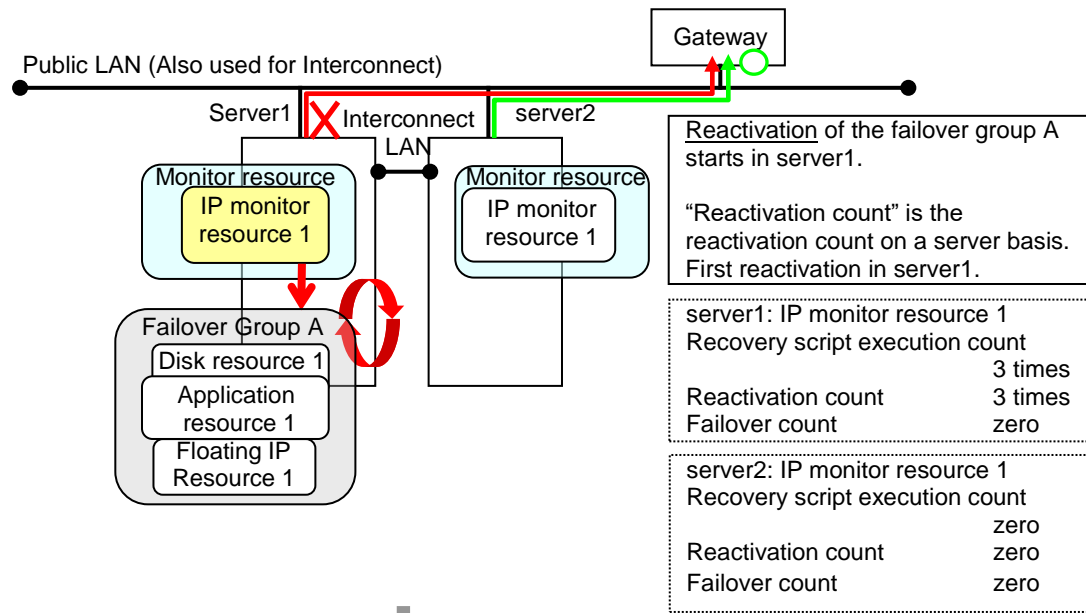 Gateway
Public LAN (Also used for Interconnect)
Server1
Interconnect
LAN
server2
Monitor resource
IP monitor
resource 1
Monitor resource
IP monitor
resource 1
Failover Group A
Disk resource 1
Application
resource 1
Floating IP
Resource 1
Reactivation of the failover group A
starts in server1.
“Reactivation count” is the
reactivation count on a server basis.
First reactivation in server1.
server1: IP monitor resource 1
Recovery script execution count
3 times
Reactivation count 3 times
Failover count zero
server2: IP monitor resource 1
Recovery script execution count
zero
Reactivation count zero
Failover count zero